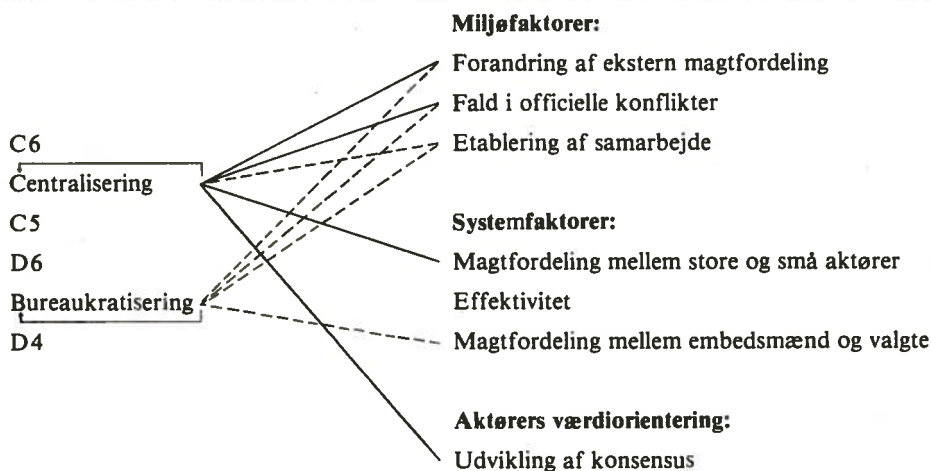 Miljøfaktorer:
Forandring af ekstern magtfordeling
Fald i officielle konflikter
Etablering af samarbejde
C6
Centralisering
C5
D6
Bureaukratisering
D4
Systemfaktorer:
Magtfordeling mellem store og små aktører
Effektivitet
Magtfordeling mellem embedsmænd og valgte
Aktørers værdiorientering:
Udvikling af konsensus